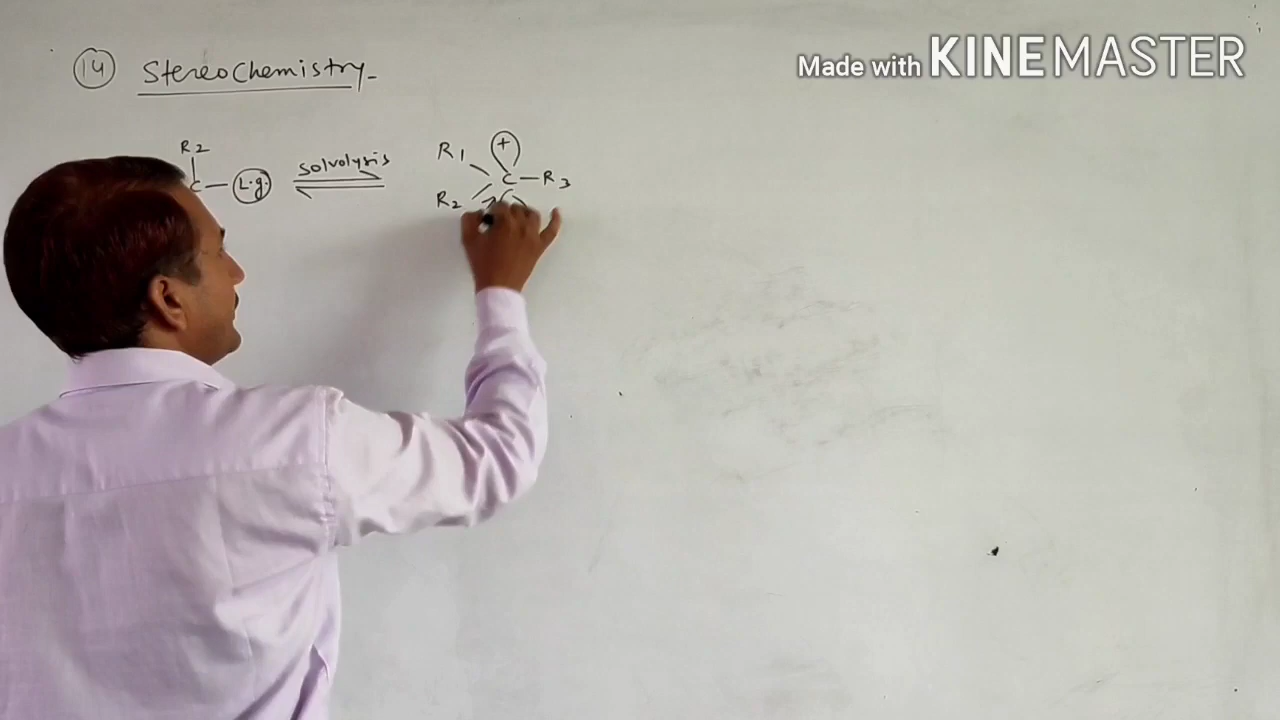 Made with KINEMASTER
14 Stereochemistry-
R2
C — L.g. solvolysis
R1 + C — R3
R2